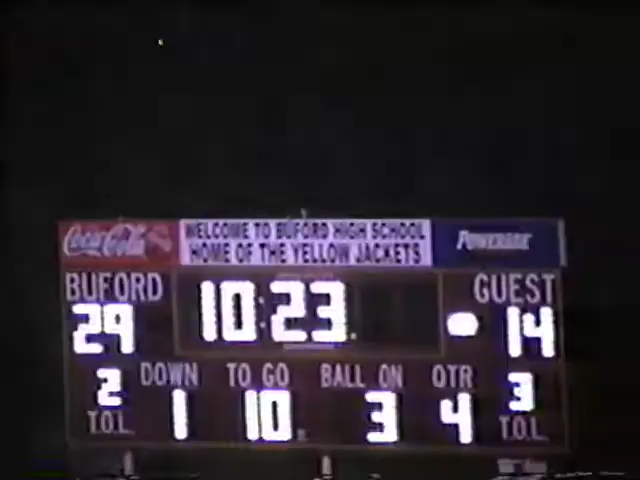 Coca-Cola
WELCOME TO BUFORD HIGH SCHOOL
HOME OF THE YELLOW JACKETS
POWERADE
BUFORD
10:23
GUEST
29
14
2
DOWN
TO GO
BALL ON
QTR
3
T.O.L.
1
10
3
4
T.O.L.